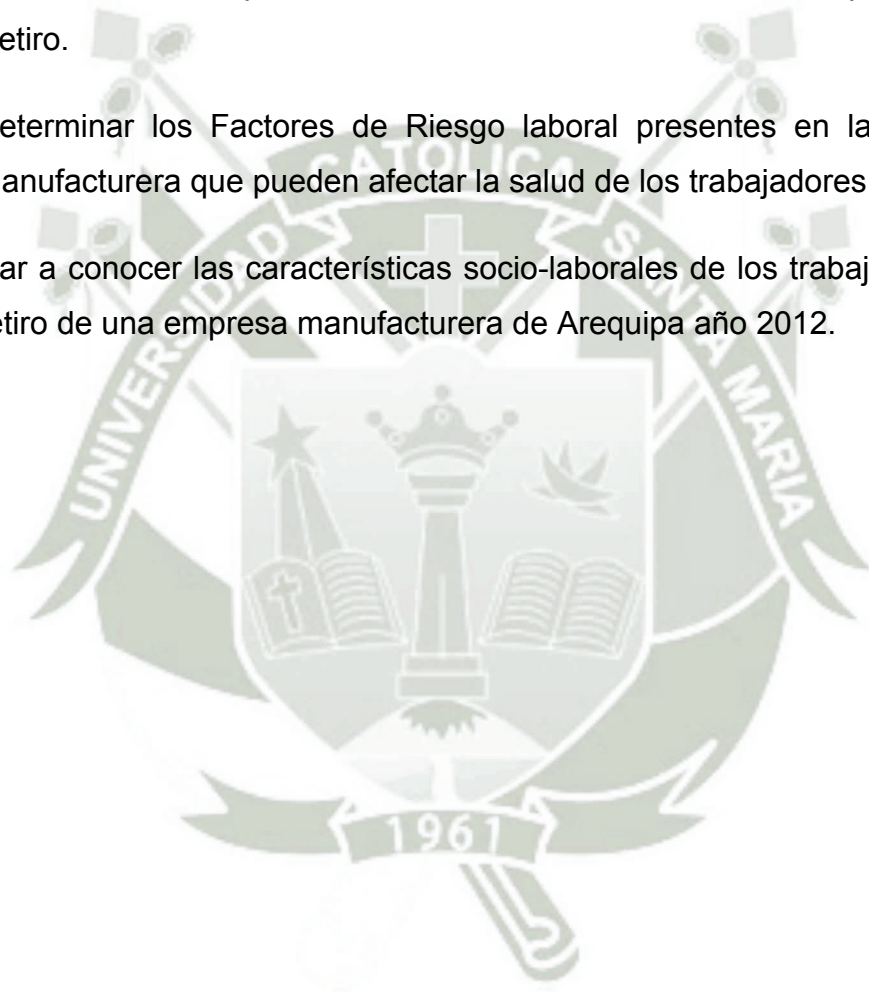 etiro.
eterminar los Factores de Riesgo laboral presentes en la
anufacturera que pueden afectar la salud de los trabajadores
ar a conocer las características socio-laborales de los trabaj
etiro de una empresa manufacturera de Arequipa año 2012.
UNIVERSIDAD CATOLICA SANTA MARIA
1961